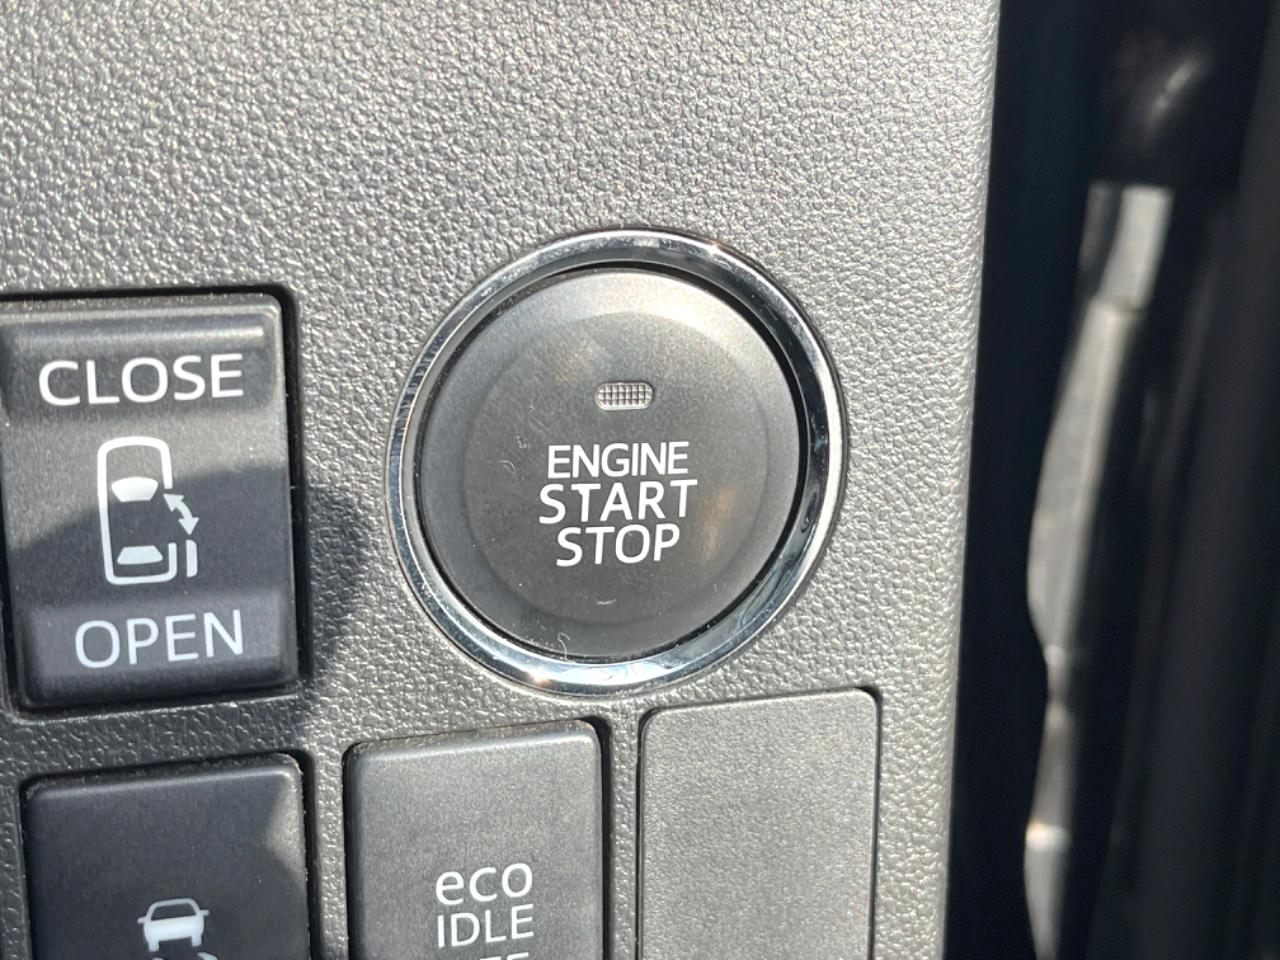 CLOSE
OPEN
ENGINE
START
STOP
eco
IDLE